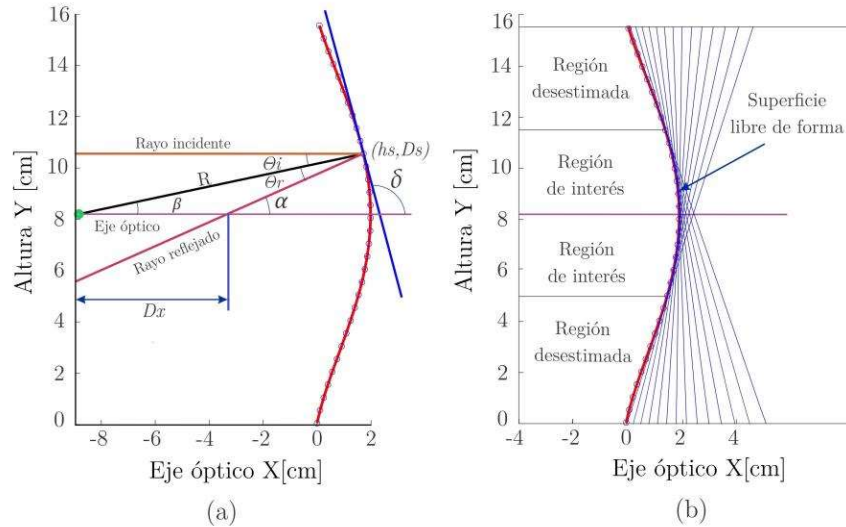 16
14
12
10
8
6
4
2
0
Altura Y [cm]
Rayo incidente
Θi
Θr
(hs,Ds)
R
β
α
δ
Eje óptico
Rayo reflejado
Dx
-8
-6
-4
-2
0
2
Eje óptico X[cm]
(a)
16
14
12
10
8
6
4
2
0
Altura Y [cm]
Región
desestimada
Superficie
libre de forma
Región
de interés
Región
de interés
Región
desestimada
-4
-2
0
2
4
Eje óptico X[cm]
(b)